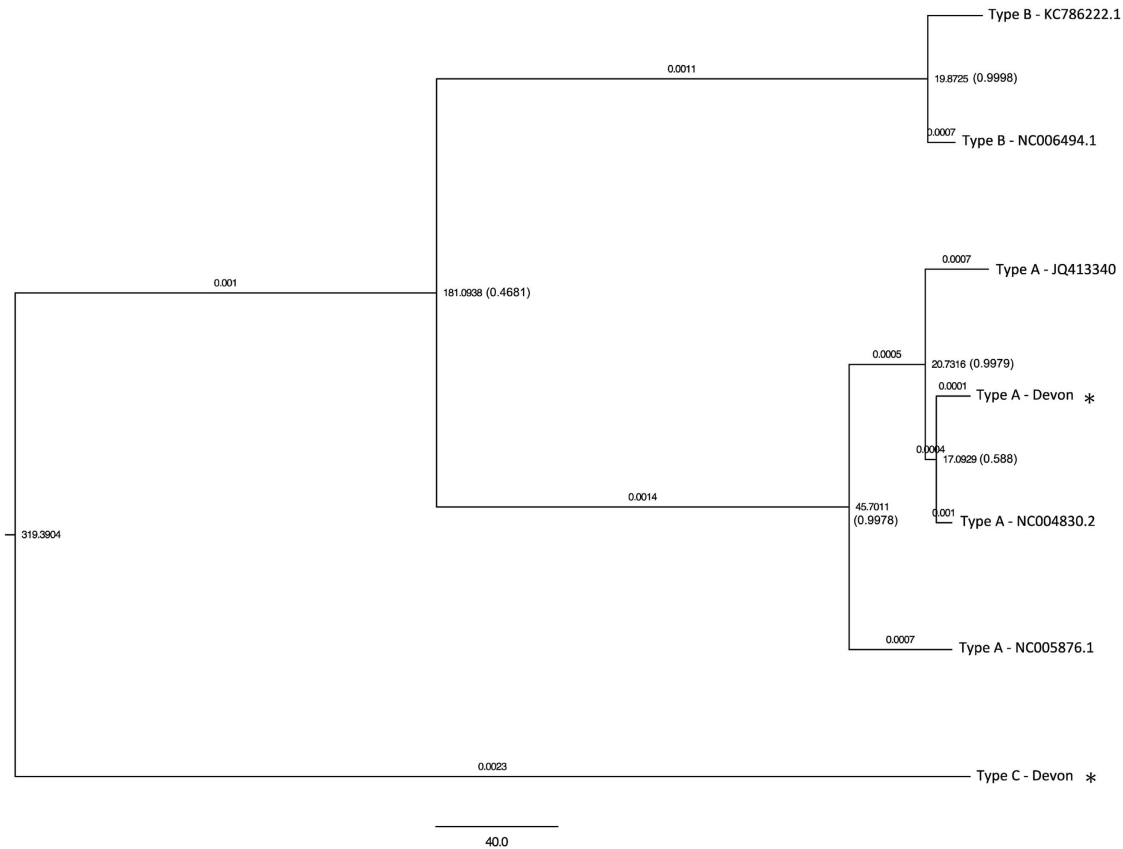 Type B - KC786222.1
0.0011
19.8725 (0.9998)
0.0007
Type B - NC006494.1
0.0007
Type A - JQ413340
0.001
181.0938 (0.4681)
0.0005
20.7316 (0.9979)
0.0001
Type A - Devon *
0.0004
17.0929 (0.588)
0.0014
45.7011
(0.9978)
0.001
Type A - NC004830.2
319.3904
0.0007
Type A - NC005876.1
0.0023
Type C - Devon *
40.0